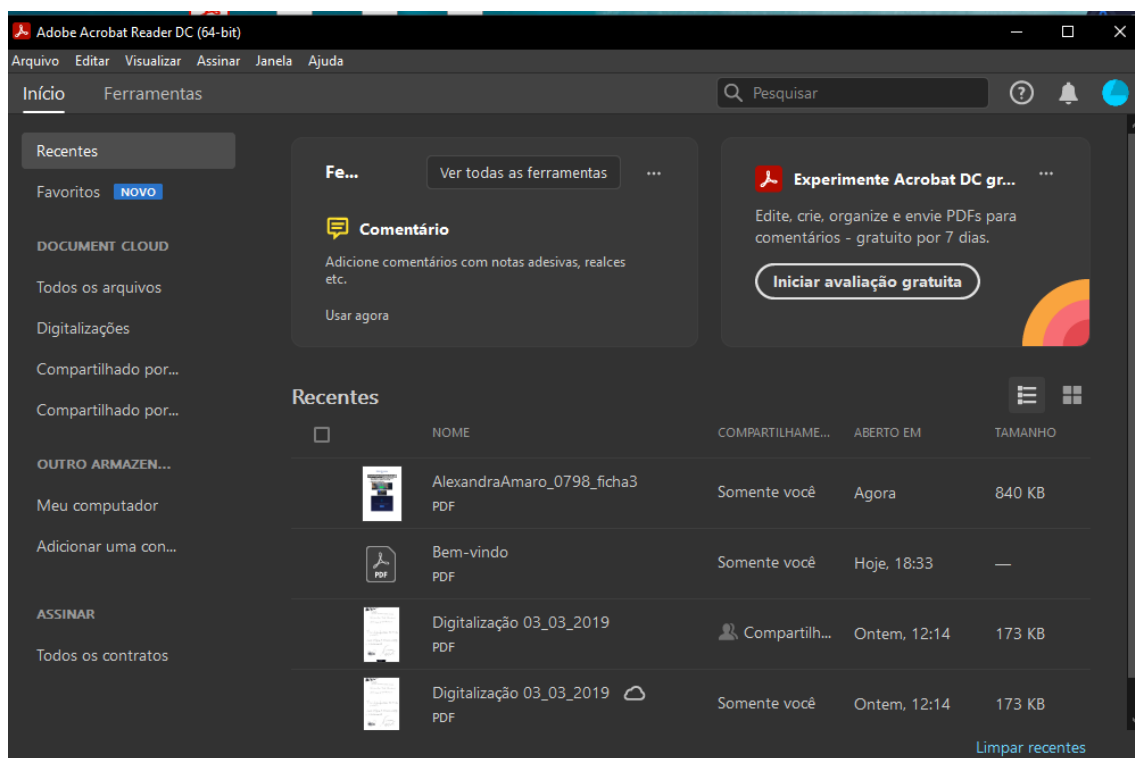 Adobe Acrobat Reader DC (64-bit)
Arquivo Editar Visualizar Assinar Janela Ajuda
Início Ferramentas
Pesquisar
Recentes
Favoritos NOVO
DOCUMENT CLOUD
Todos os arquivos
Digitalizações
Compartilhado por...
Compartilhado por...
OUTRO ARMAZEN...
Meu computador
Adicionar uma con...
ASSINAR
Todos os contratos
Fe... Ver todas as ferramentas ...
Comentário
Adicione comentários com notas adesivas, realces
etc.
Usar agora
Experimente Acrobat DC gr... ...
Edite, crie, organize e envie PDFs para
comentários - gratuito por 7 dias.
Iniciar avaliação gratuita
Recentes
NOME COMPARTILHAME... ABERTO EM TAMANHO
AlexandraAmaro_0798_ficha3
PDF
Somente você Agora 840 KB
PDF
Bem-vindo
PDF
Somente você Hoje, 18:33 —
Digitalização 03_03_2019
PDF
Compartilh... Ontem, 12:14 173 KB
Digitalização 03_03_2019
PDF
Somente você Ontem, 12:14 173 KB
Limpar recentes